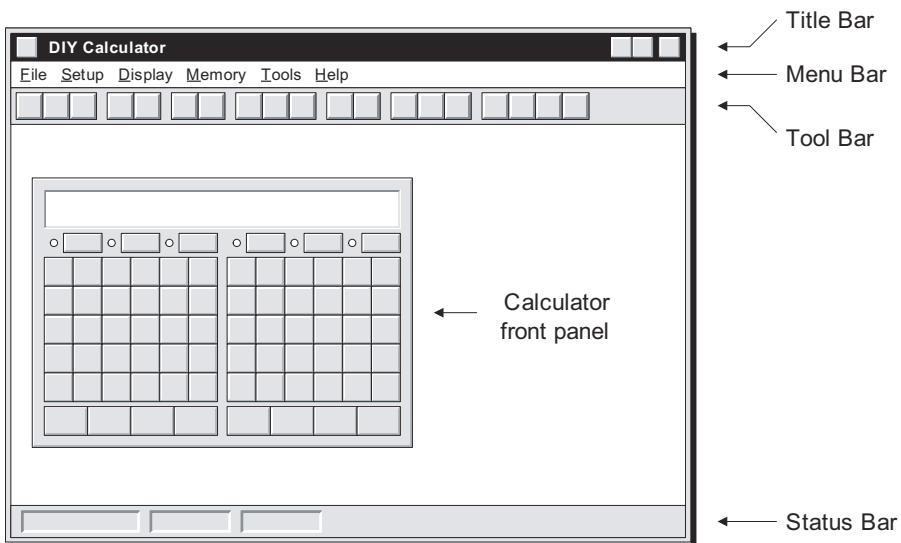 Title Bar
DIY Calculator
File Setup Display Memory Tools Help
Menu Bar
Tool Bar
Calculator
front panel
Status Bar